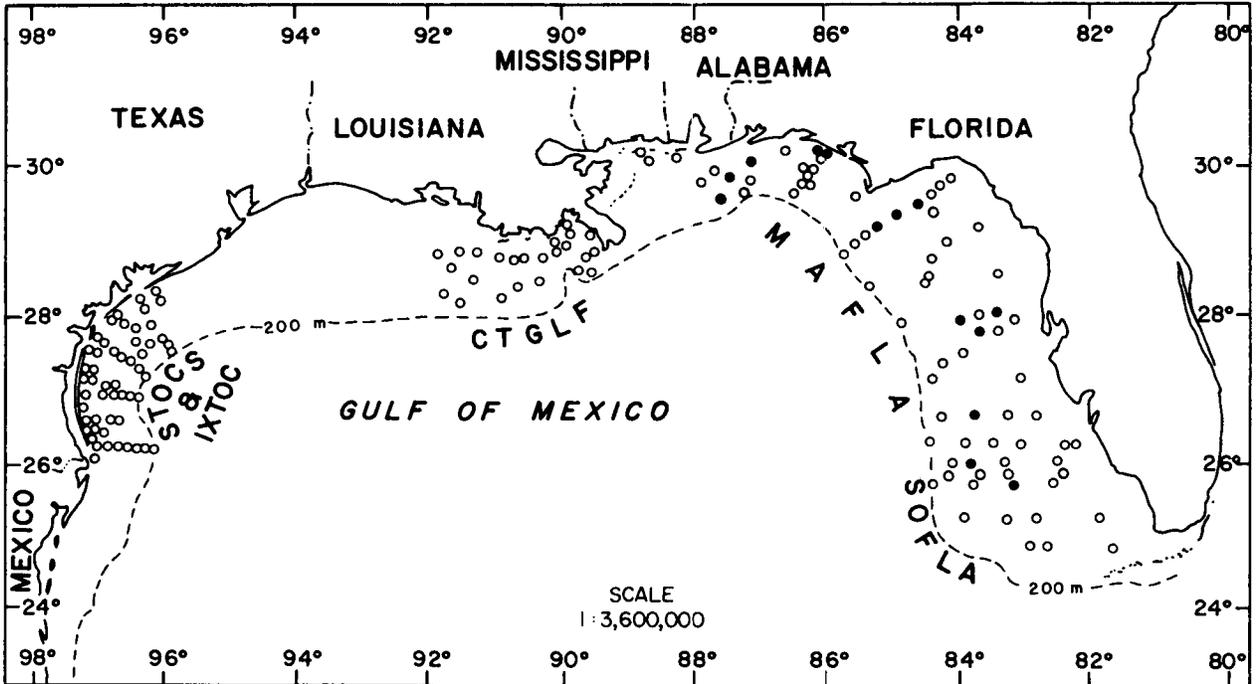 98° 96° 94° 92° 90° 88° 86° 84° 82° 80°
MISSISSIPPI ALABAMA
TEXAS LOUISIANA FLORIDA
30° 30°
28° 28°
200 m
CTGLF
MAFLA
STOCS
&
IXTOC
GULF OF MEXICO
26° 26°
SOFLA
MEXICO
200 m
SCALE
1:3,600,000
24° 24°
98° 96° 94° 92° 90° 88° 86° 84° 82° 80°